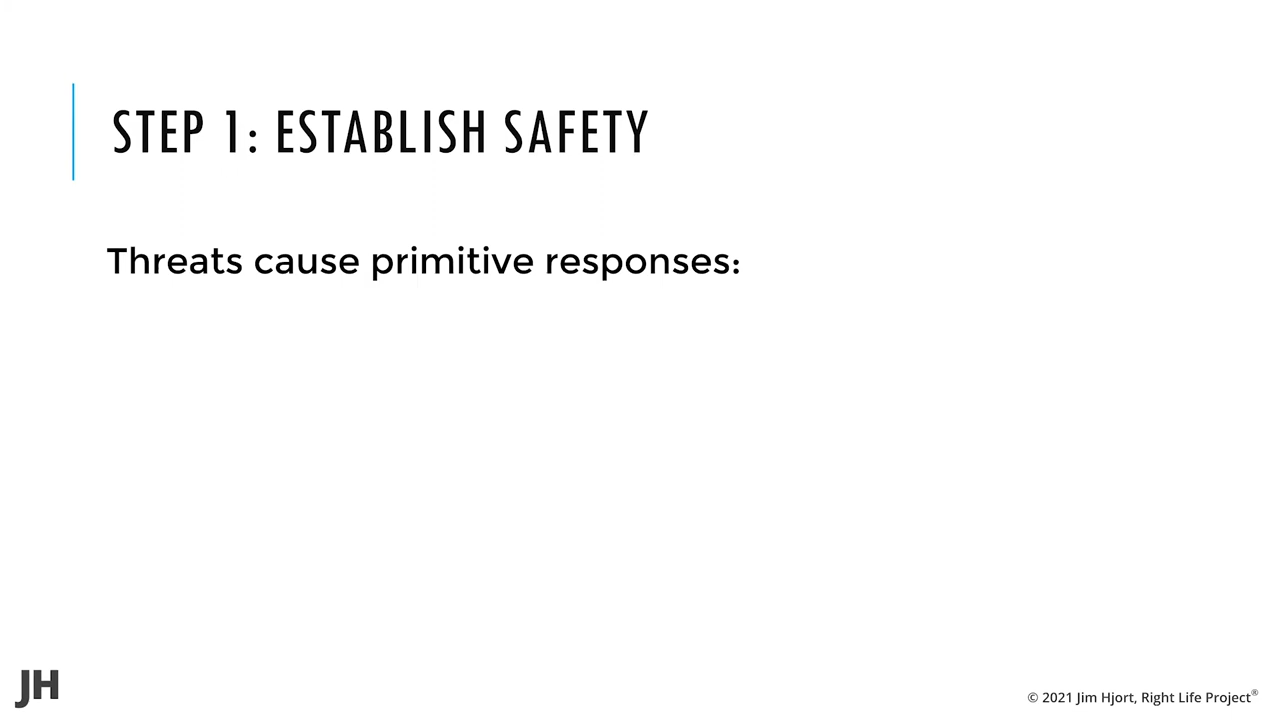 STEP 1: ESTABLISH SAFETY
Threats cause primitive responses:
JH
© 2021 Jim Hjort, Right Life Project®